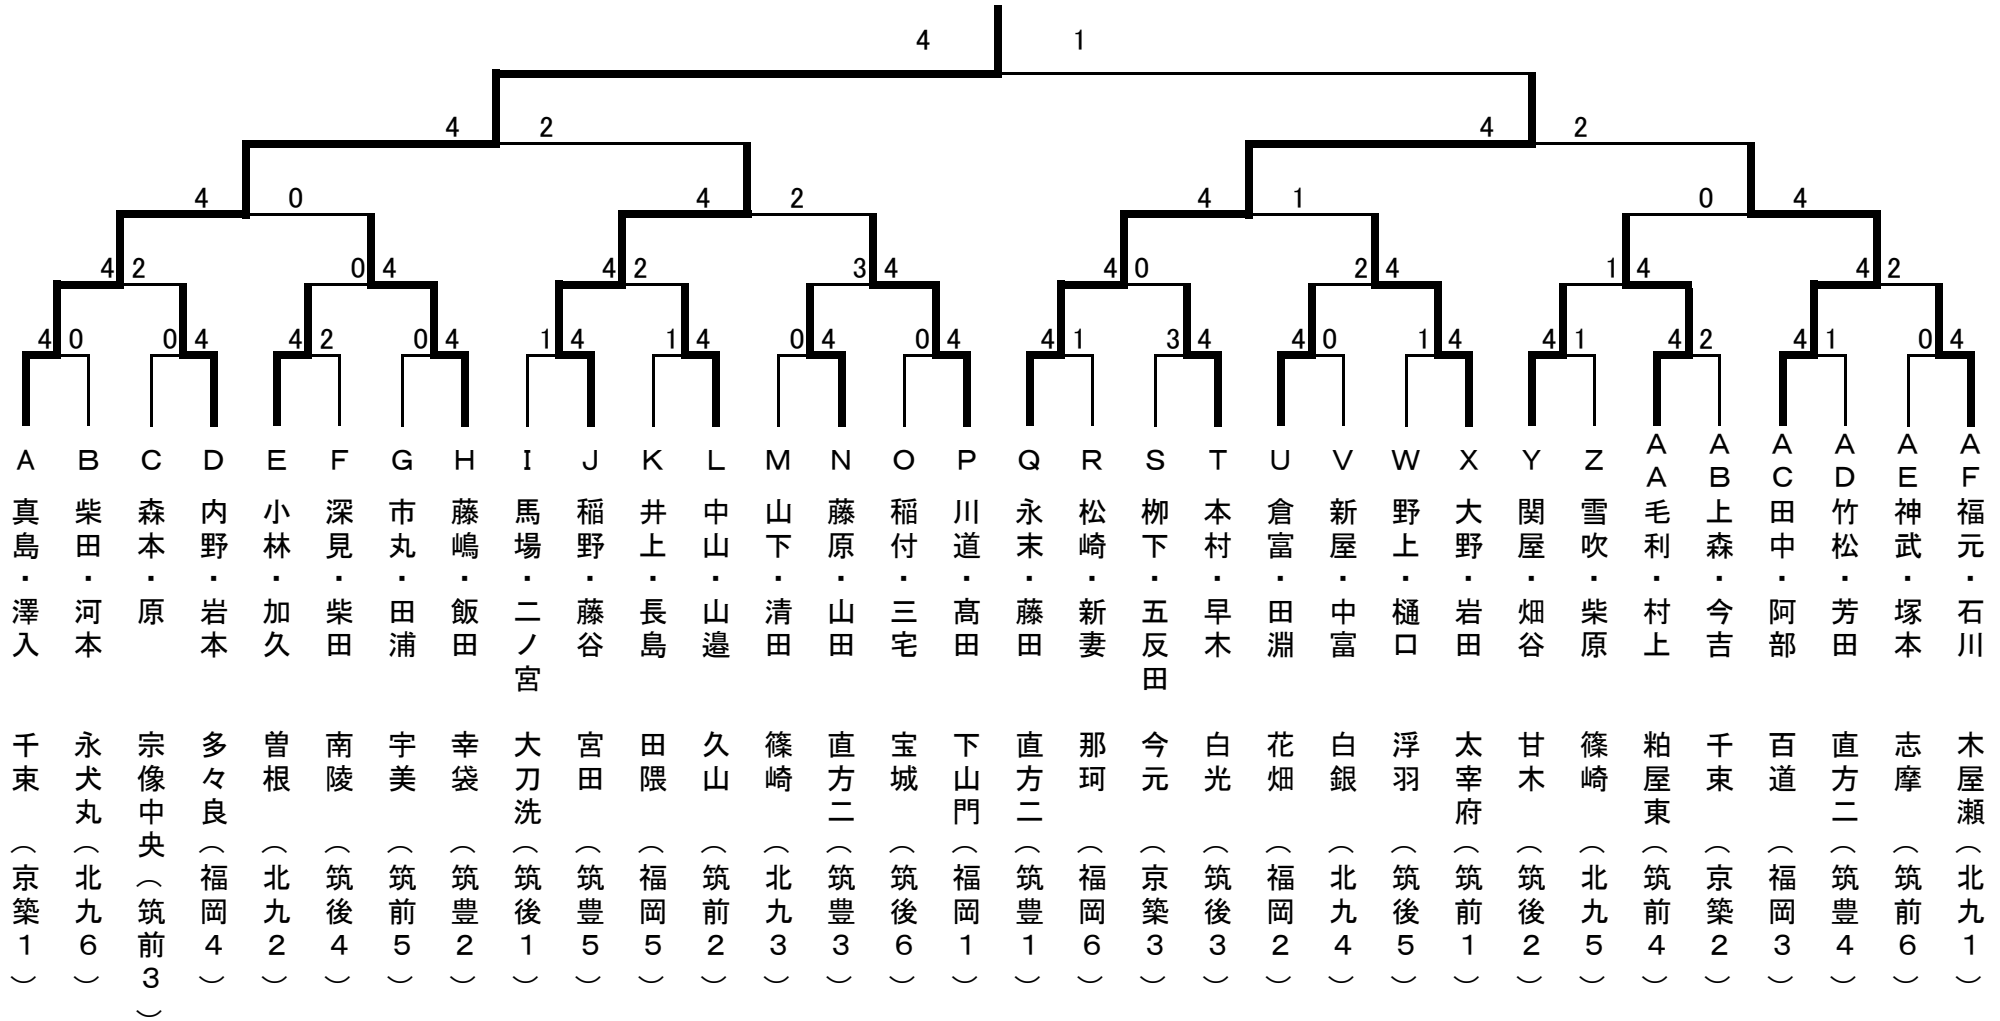 4 1
4 2 4 2
4 0 4 2 4 1 0 4
4 2 0 4 4 2 3 4 4 0 2 4 1 4 4 2
4 0 0 4 4 2 0 4 1 4 1 4 0 4 0 4 4 1 3 4 4 0 1 4 4 1 4 2 4 1 0 4
A 真島・澤入 千束（京築1）
B 柴田・河本 永犬丸（北九6）
C 森本・原 宗像中央（筑前3）
D 内野・岩本 多々良（福岡4）
E 小林・加久 曽根（北九2）
F 深見・柴田 南陵（筑後4）
G 市丸・田浦 宇美（筑前5）
H 藤嶋・飯田 幸袋（筑豊2）
I 馬場・二ノ宮 大刀洗（筑後1）
J 稲野・藤谷 宮田（筑豊5）
K 井上・長島 田隈（福岡5）
L 中山・山邉 久山（筑前2）
M 山下・清田 篠崎（北九3）
N 藤原・山田 直方二（筑豊3）
O 稲付・三宅 宝城（筑後6）
P 川道・髙田 下山門（福岡1）
Q 永末・藤田 直方二（筑豊1）
R 松崎・新妻 那珂（福岡6）
S 栁下・五反田 今元（京築3）
T 本村・早木 白光（筑後3）
U 倉富・田淵 花畑（福岡2）
V 新屋・中富 白銀（北九4）
W 野上・樋口 浮羽（筑後5）
X 大野・岩田 太宰府（筑前1）
Y 関屋・畑谷 甘木（筑後2）
Z 雪吹・柴原 篠崎（北九5）
AA 毛利・村上 粕屋東（筑前4）
AB 上森・今吉 千束（京築2）
AC 田中・阿部 百道（福岡3）
AD 竹松・芳田 直方二（筑豊4）
AE 神武・塚本 志摩（筑前6）
AF 福元・石川 木屋瀬（北九1）